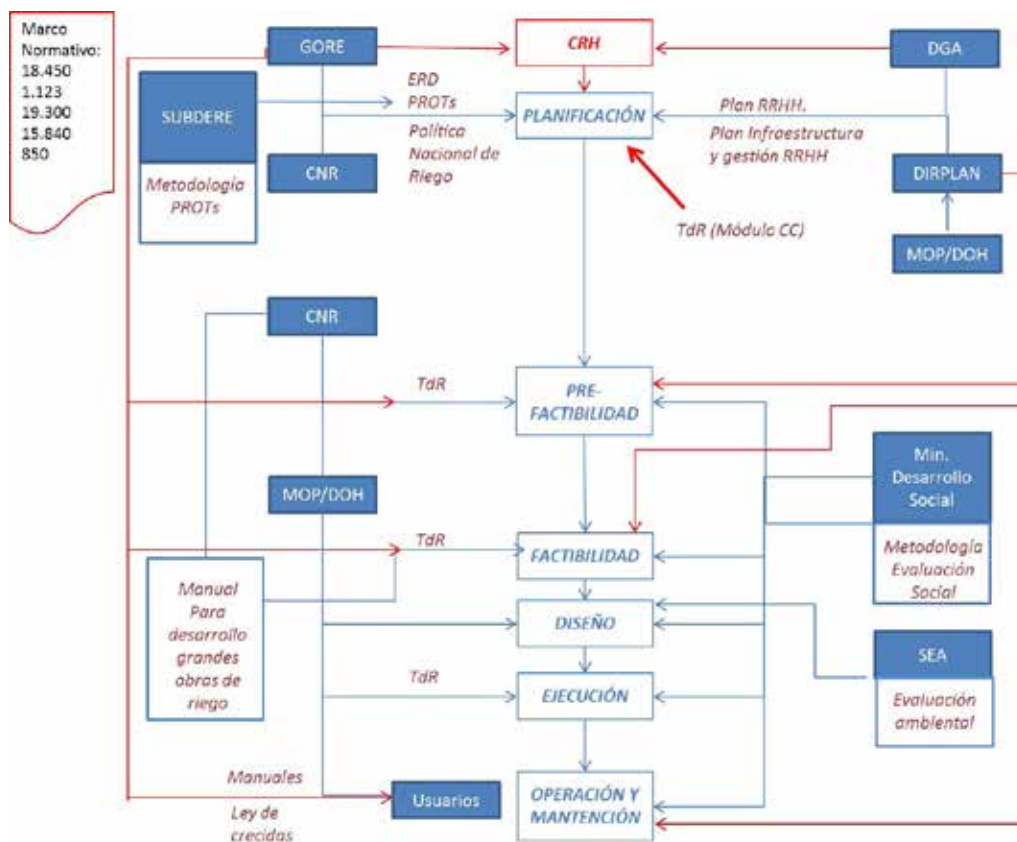 Marco
Normativo:
18.450
1.123
19.300
15.840
850
GORE
CRH
DGA
SUBDERE
Metodología
PROTs
ERD
PROTs
Política
Nacional de
Riego
CNR
PLANIFICACIÓN
Plan RRHH.
Plan Infraestructura
y gestión RRHH
DIRPLAN
MOP/DOH
TdR (Módulo CC)
CNR
TdR
PRE-
FACTIBILIDAD
MOP/DOH
Min.
Desarrollo
Social
Metodología
Evaluación
Social
TdR
FACTIBILIDAD
Manual
Para
desarrollo
grandes
obras de
riego
DISEÑO
SEA
Evaluación
ambiental
TdR
EJECUCIÓN
Manuales
Ley de
crecidas
Usuarios
OPERACIÓN Y
MANTENCIÓN